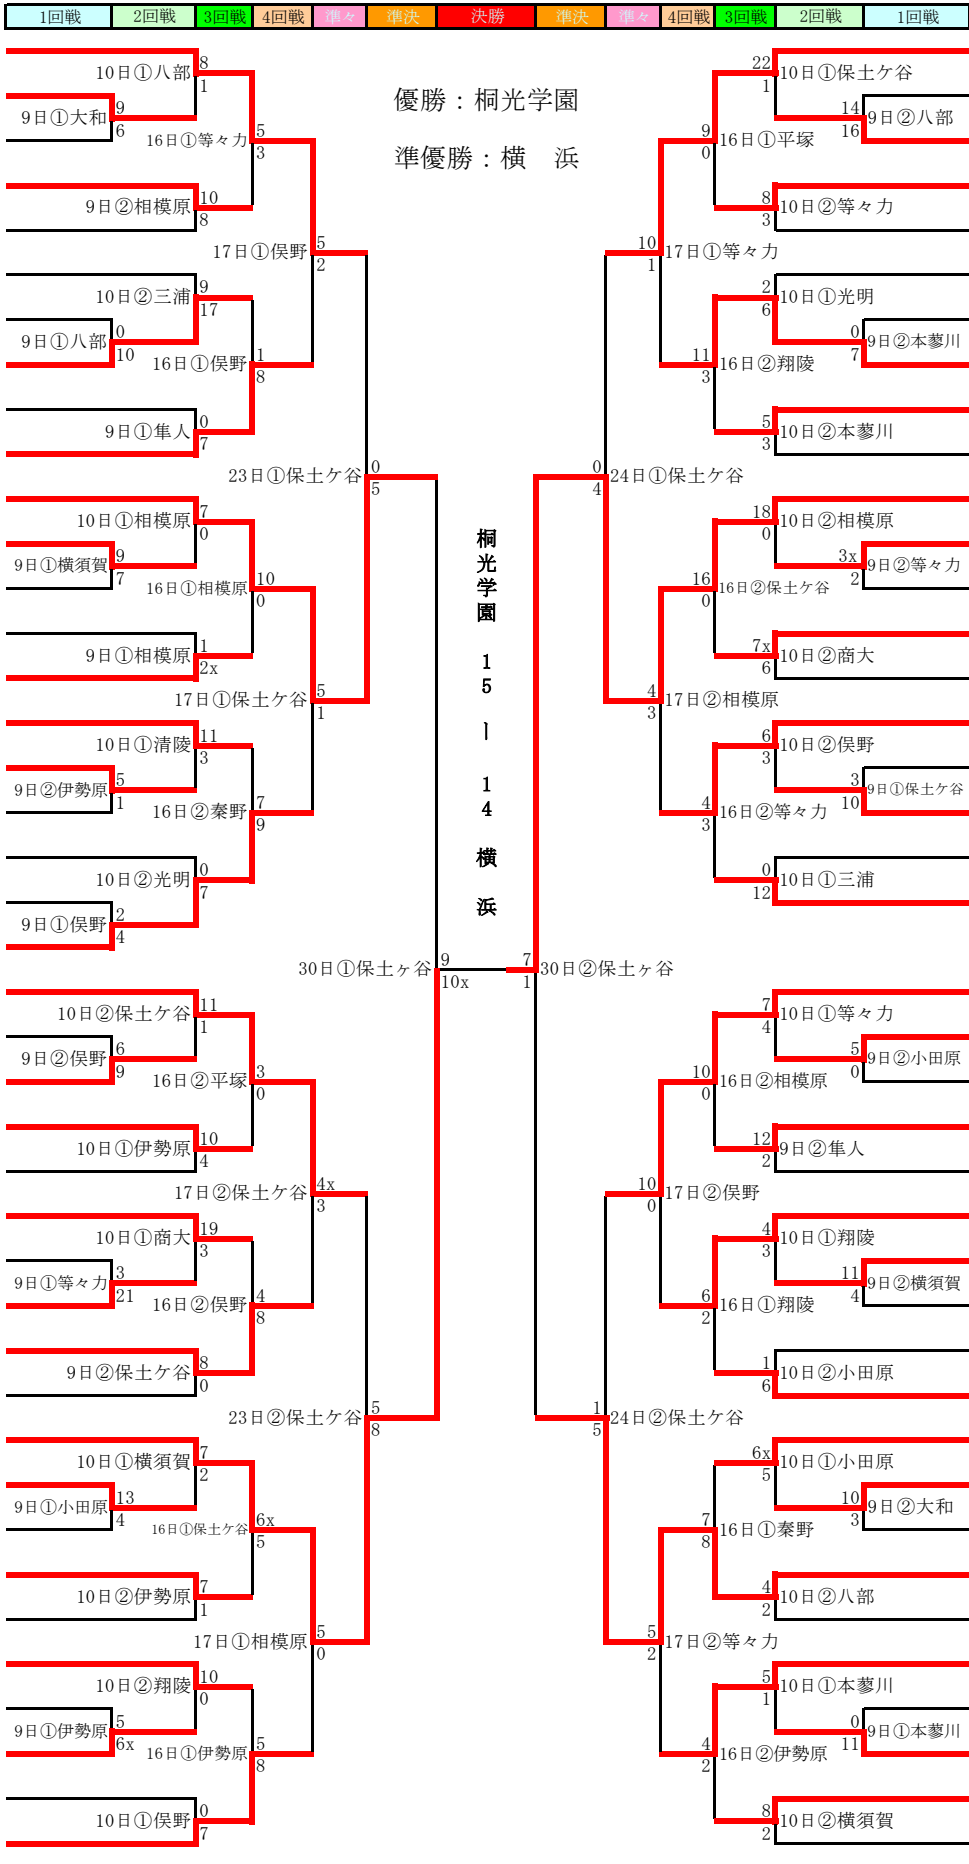 1回戦 2回戦 3回戦 4回戦 準々 準決 決勝 準決 準々 4回戦 3回戦 2回戦 1回戦
優勝：桐光学園
準優勝：横　浜
10日①八部 8
1
9日①大和 9
6
16日①等々力 5
3
9日②相模原 10
8
17日①俣野 5
2
10日②三浦 9
17
9日①八部 0
10
16日①俣野 1
8
9日①隼人 0
7
23日①保土ケ谷 0
5
10日①相模原 7
0
9日①横須賀 9
7
16日①相模原 10
0
9日①相模原 1
2x
17日①保土ケ谷 5
1
10日①清陵 11
3
9日②伊勢原 5
1
16日②秦野 7
9
10日②光明 0
7
9日①俣野 2
4
30日①保土ヶ谷 9
10x
10日②保土ケ谷 11
1
9日②俣野 6
9
16日②平塚 3
0
10日①伊勢原 10
4
17日②保土ケ谷 4x
3
10日①商大 19
3
9日①等々力 3
21
16日②俣野 4
8
9日②保土ケ谷 8
0
23日②保土ケ谷 5
8
10日①横須賀 7
2
9日①小田原 13
4
16日①保土ケ谷 6x
5
10日②伊勢原 7
1
17日①相模原 5
0
10日②翔陵 10
0
9日①伊勢原 5
6x
16日①伊勢原 5
8
10日①俣野 0
7
桐光学園　15－14　横　浜
22 10日①保土ケ谷
1
14 9日②八部
16
9 16日①平塚
0
8 10日②等々力
3
10 17日①等々力
1
2 10日①光明
6
0 9日②本蓼川
7
11 16日②翔陵
3
5 10日②本蓼川
3
0 24日①保土ケ谷
4
18 10日②相模原
0
3x 9日②等々力
2
16 16日②保土ケ谷
0
7x 10日②商大
6
4 17日②相模原
3
6 10日②俣野
3
3 9日①保土ケ谷
10
4 16日②等々力
3
0 10日①三浦
12
7 30日②保土ヶ谷
1
7 10日①等々力
4
5 9日②小田原
0
10 16日②相模原
0
12 9日②隼人
2
10 17日②俣野
0
4 10日①翔陵
3
11 9日②横須賀
4
6 16日①翔陵
2
1 10日②小田原
6
1 24日②保土ケ谷
5
6x 10日①小田原
5
10 9日②大和
3
7 16日①秦野
8
4 10日②八部
2
5 17日②等々力
2
5 10日①本蓼川
1
0 9日①本蓼川
11
4 16日②伊勢原
2
8 10日②横須賀
2